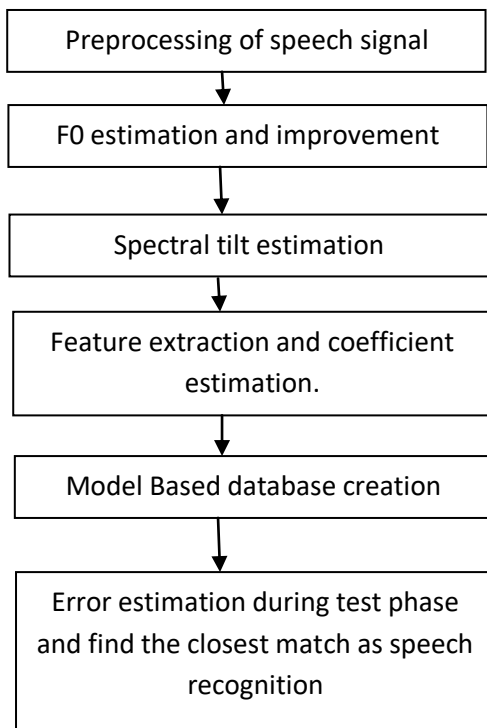 Preprocessing of speech signal
F0 estimation and improvement
Spectral tilt estimation
Feature extraction and coefficient
estimation.
Model Based database creation
Error estimation during test phase
and find the closest match as speech
recognition